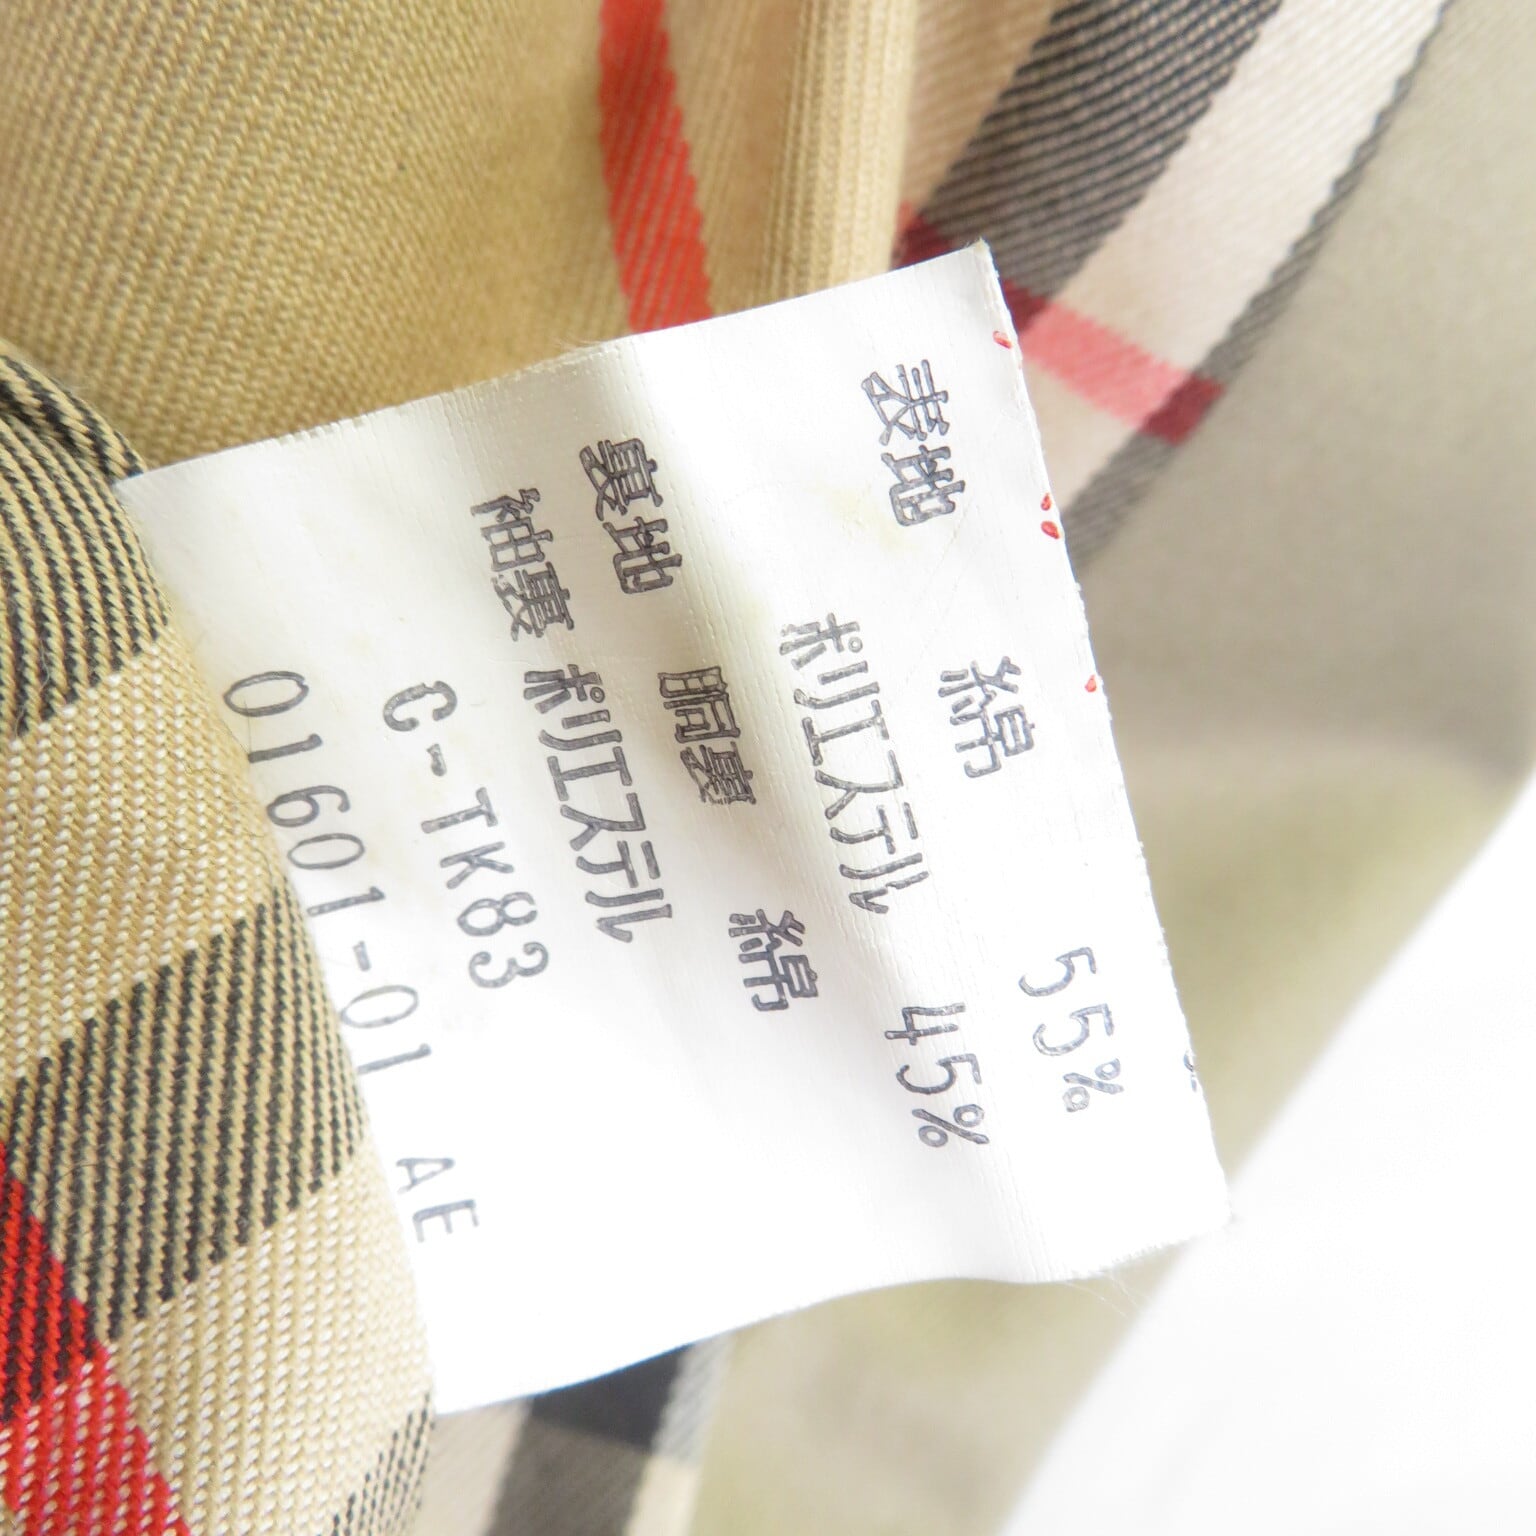 表地 綿 55%
ポリエステル 45%
裏地 胴裏 綿
袖裏 ポリエステル
C-TK83
01601-01 AE